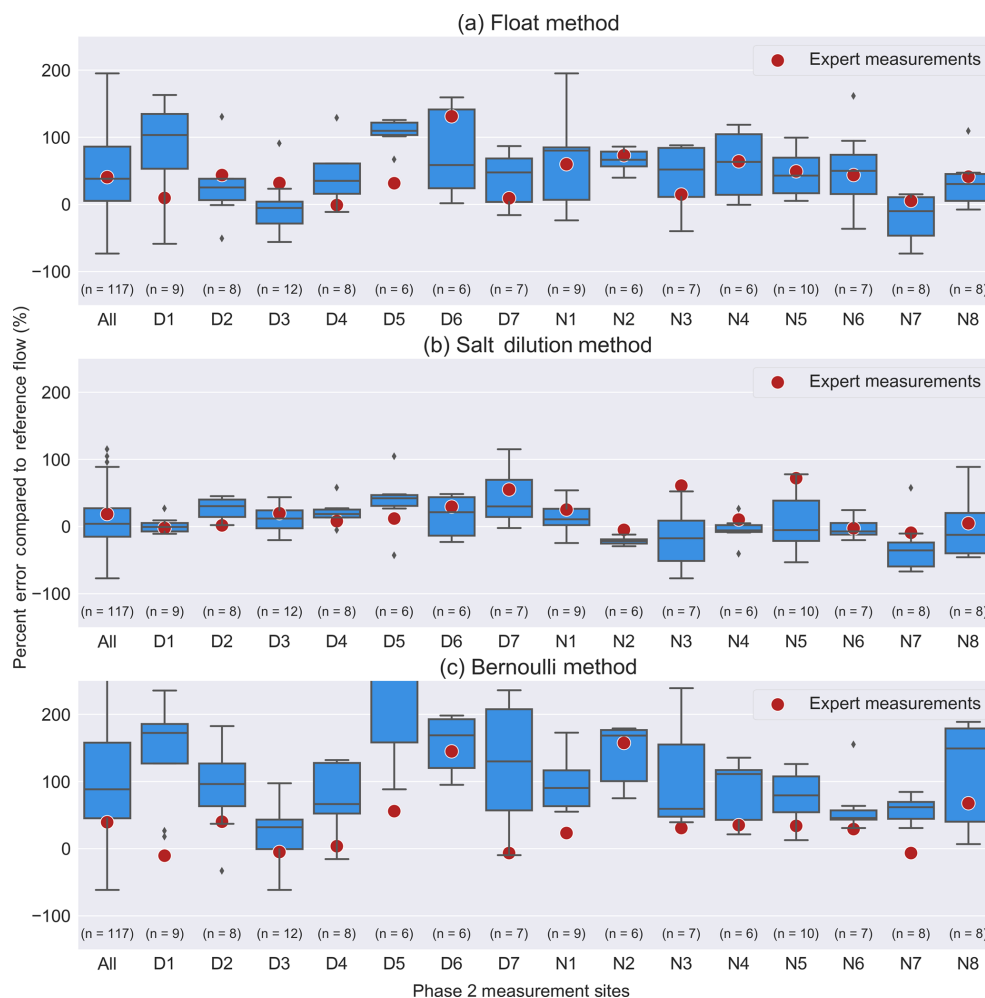 (a) Float method
Expert measurements
200
100
0
−100
(n = 117) (n = 9) (n = 8) (n = 12) (n = 8) (n = 6) (n = 6) (n = 7) (n = 9) (n = 6) (n = 7) (n = 6) (n = 10) (n = 7) (n = 8) (n = 8)
All D1 D2 D3 D4 D5 D6 D7 N1 N2 N3 N4 N5 N6 N7 N8
Percent error compared to reference flow (%)
(b) Salt dilution method
Expert measurements
200
100
0
−100
(n = 117) (n = 9) (n = 8) (n = 12) (n = 8) (n = 6) (n = 6) (n = 7) (n = 9) (n = 6) (n = 7) (n = 6) (n = 10) (n = 7) (n = 8) (n = 8)
All D1 D2 D3 D4 D5 D6 D7 N1 N2 N3 N4 N5 N6 N7 N8
(c) Bernoulli method
Expert measurements
200
100
0
−100
(n = 117) (n = 9) (n = 8) (n = 12) (n = 8) (n = 6) (n = 6) (n = 7) (n = 9) (n = 6) (n = 7) (n = 6) (n = 10) (n = 7) (n = 8) (n = 8)
All D1 D2 D3 D4 D5 D6 D7 N1 N2 N3 N4 N5 N6 N7 N8
Phase 2 measurement sites